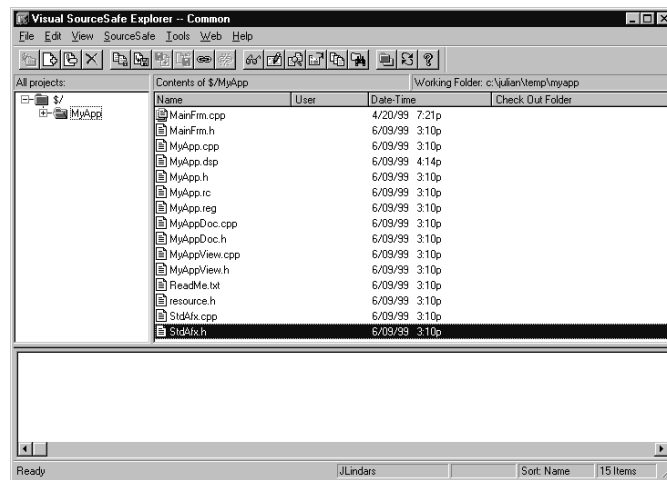 Visual SourceSafe Explorer -- Common
File Edit View SourceSafe Tools Web Help
All projects: Contents of $/MyApp Working Folder: c:\julian\temp\myapp
$/
MyApp
Name User Date-Time Check Out Folder
MainFrm.cpp 4/20/99 7:21p
MainFrm.h 6/09/99 3:10p
MyApp.cpp 6/09/99 3:10p
MyApp.dsp 6/09/99 4:14p
MyApp.h 6/09/99 3:10p
MyApp.rc 6/09/99 3:10p
MyApp.reg 6/09/99 3:10p
MyAppDoc.cpp 6/09/99 3:10p
MyAppDoc.h 6/09/99 3:10p
MyAppView.cpp 6/09/99 3:10p
MyAppView.h 6/09/99 3:10p
ReadMe.txt 6/09/99 3:10p
resource.h 6/09/99 3:10p
StdAfx.cpp 6/09/99 3:10p
StdAfx.h 6/09/99 3:10p
Ready JLindars Sort: Name 15 Items